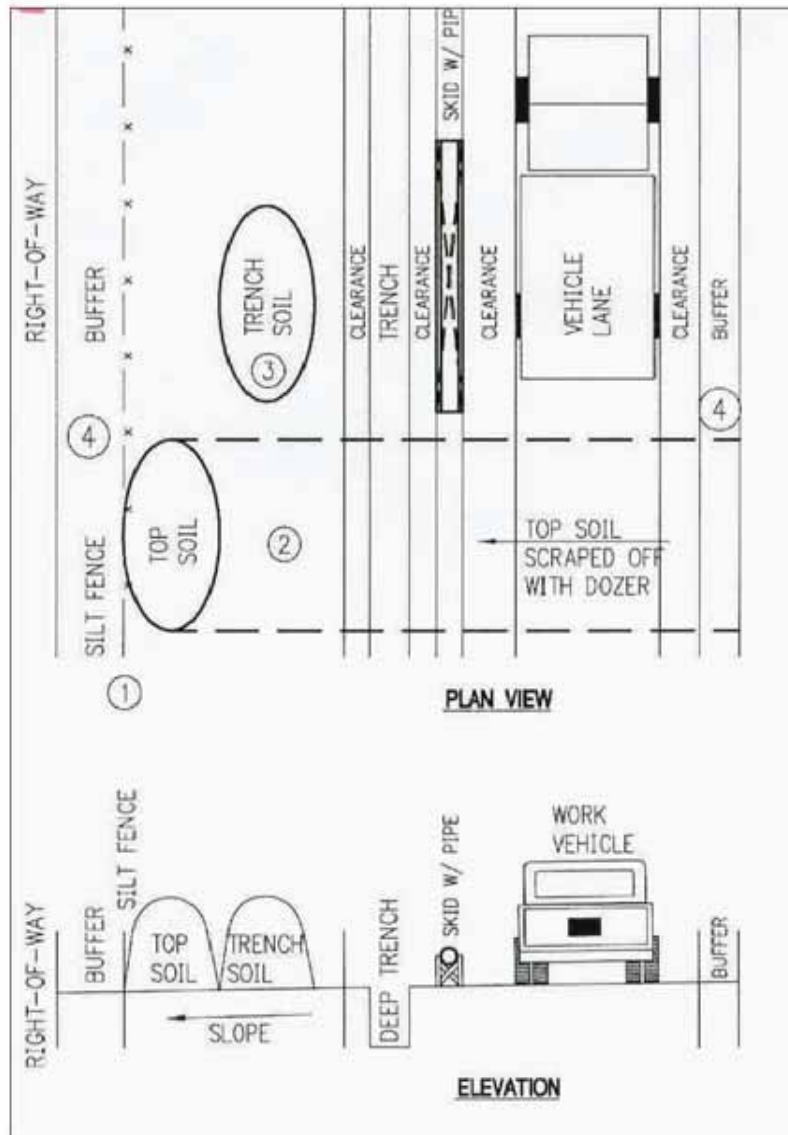 SKID W/ PIP
RIGHT-OF-WAY
BUFFER
TRENCH
SOIL
3
CLEARANCE
TRENCH
CLEARANCE
CLEARANCE
VEHICLE
LANE
CLEARANCE
BUFFER
4
4
SILT FENCE
TOP
SOIL
2
TOP SOIL
SCRAPED OFF
WITH DOZER
1
PLAN VIEW
RIGHT-OF-WAY
BUFFER
SILT FENCE
TOP
SOIL
TRENCH
SOIL
SLOPE
DEEP TRENCH
SKID W/ PIPE
WORK
VEHICLE
BUFFER
ELEVATION